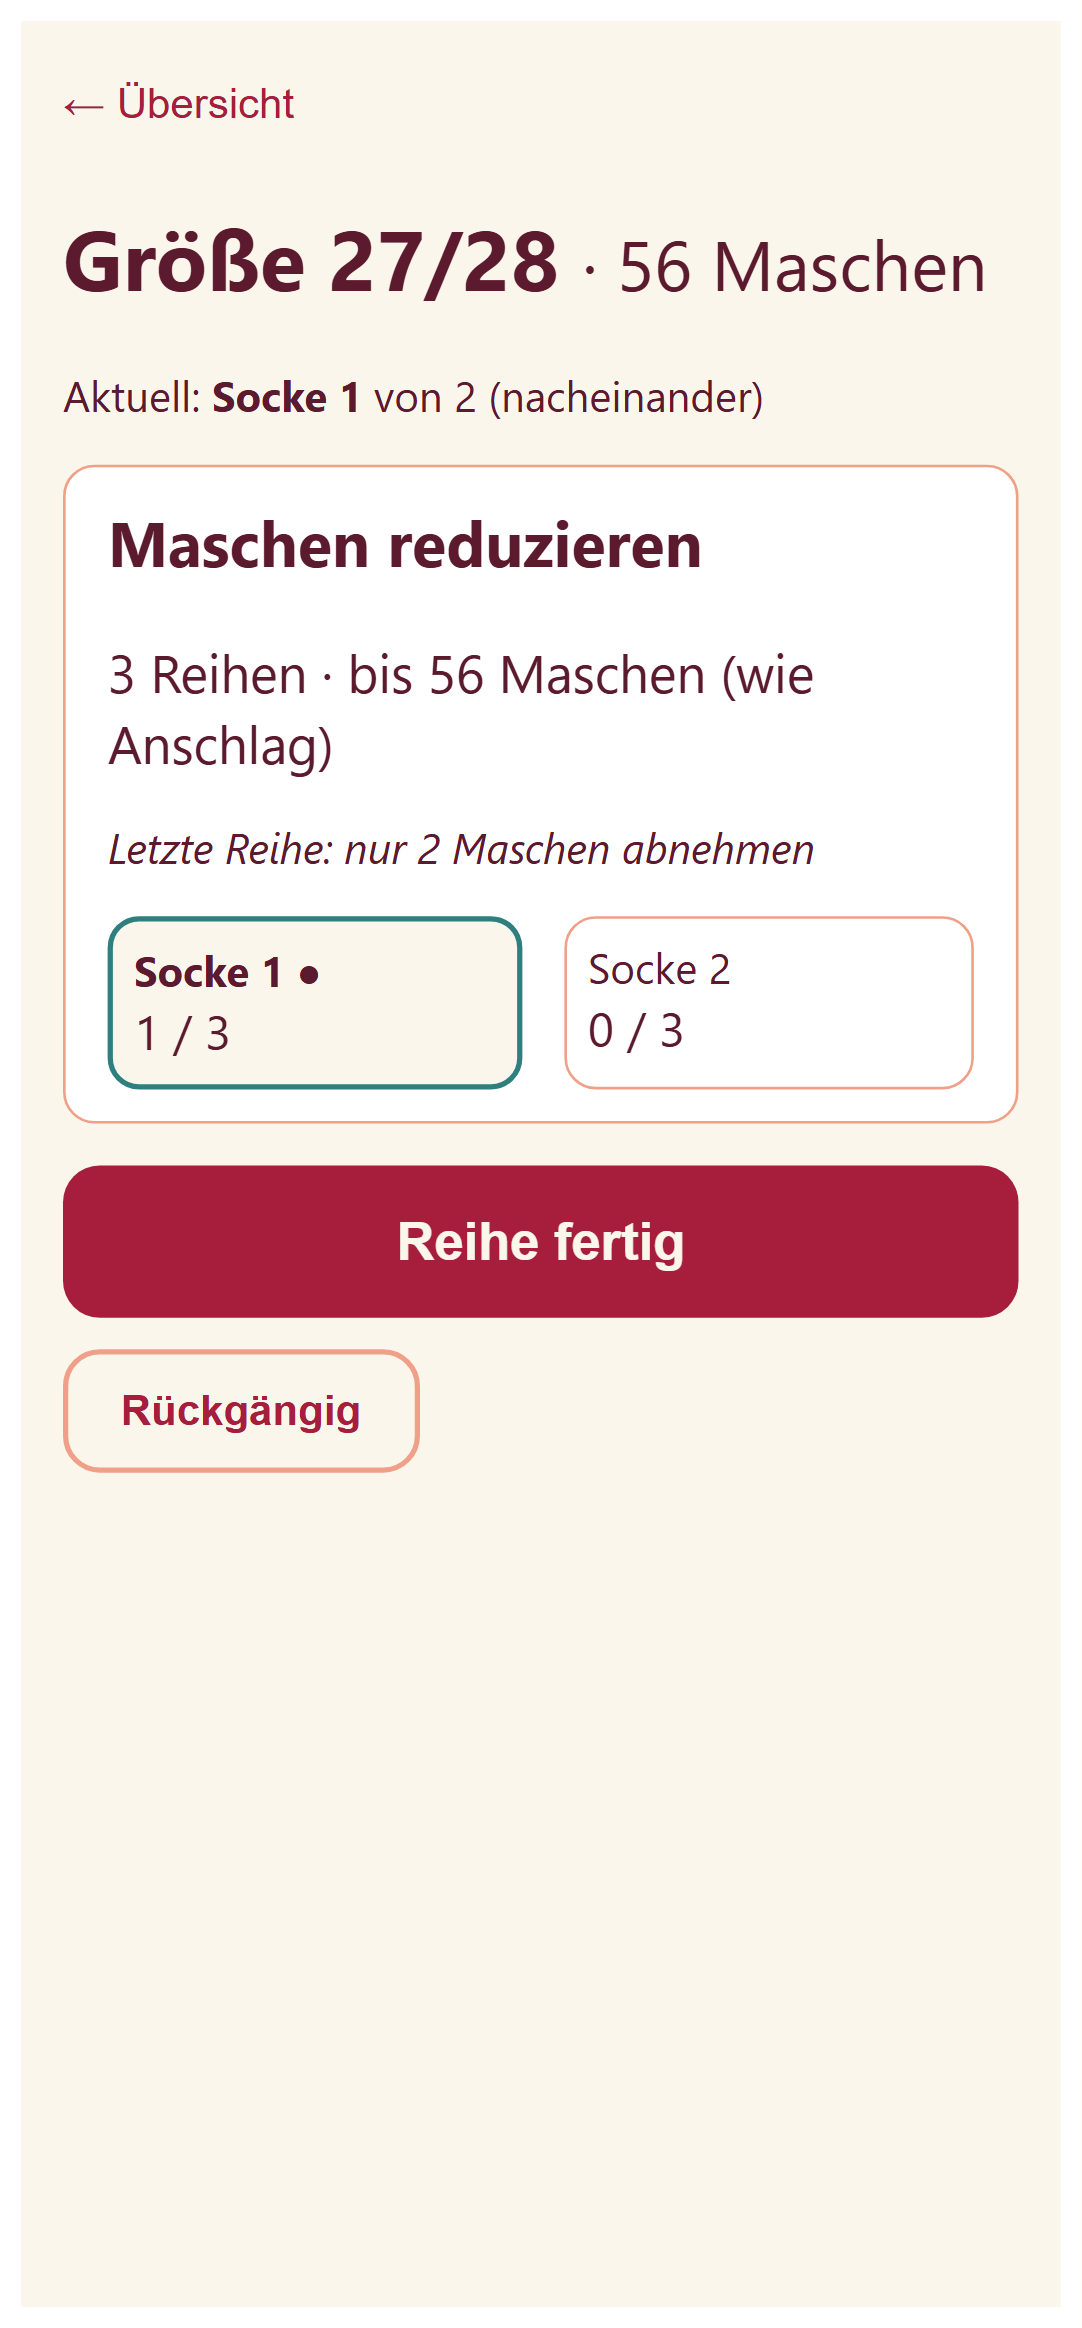 ← Übersicht
Größe 27/28 · 56 Maschen
Aktuell: Socke 1 von 2 (nacheinander)
Maschen reduzieren
3 Reihen · bis 56 Maschen (wie
Anschlag)
Letzte Reihe: nur 2 Maschen abnehmen
Socke 1 ●
1 / 3
Socke 2
0 / 3
Reihe fertig
Rückgängig